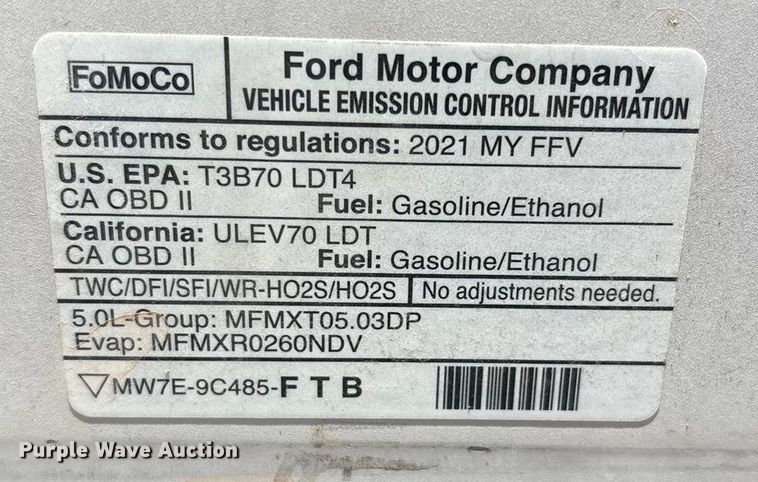 FoMoCo
Ford Motor Company
VEHICLE EMISSION CONTROL INFORMATION
Conforms to regulations: 2021 MY FFV
U.S. EPA: T3B70 LDT4
CA OBD II Fuel: Gasoline/Ethanol
California: ULEV70 LDT
CA OBD II Fuel: Gasoline/Ethanol
TWC/DFI/SFI/WR-HO2S/HO2S No adjustments needed.
5.0L-Group: MFMXT05.03DP
Evap: MFMXR0260NDV
MW7E-9C485-F T B
Purple Wave Auction